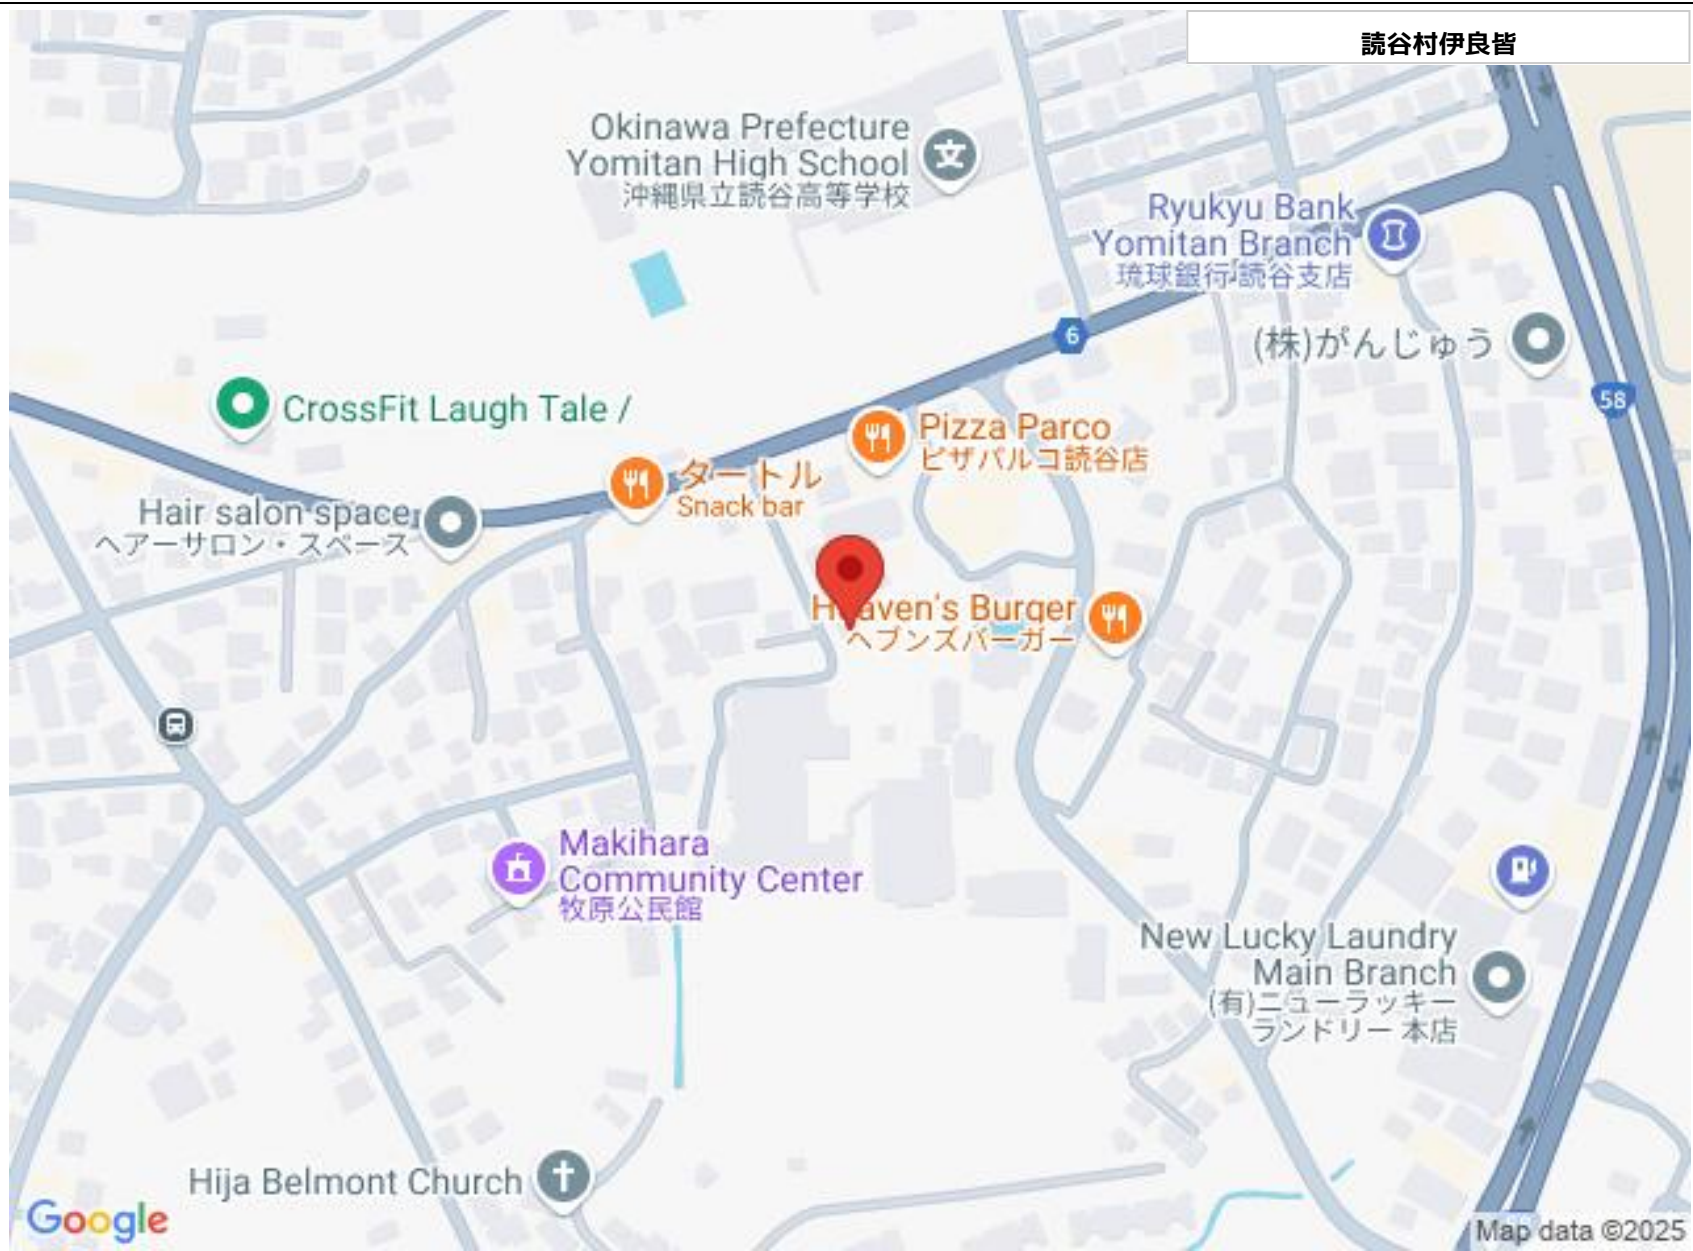 読谷村伊良皆
Okinawa Prefecture
Yomitan High School
沖縄県立読谷高等学校
Ryukyu Bank
Yomitan Branch
琉球銀行 読谷支店
6
(株)がんじゅう
58
CrossFit Laugh Tale /
Pizza Parco
ピザパルコ読谷店
タートル
Snack bar
Hair salon space
ヘアーサロン・スペース
Heaven's Burger
ヘブンズバーガー
Makihara
Community Center
牧原公民館
New Lucky Laundry
Main Branch
(有)ニューラッキー
ランドリー 本店
Hija Belmont Church
Google
Map data ©2025